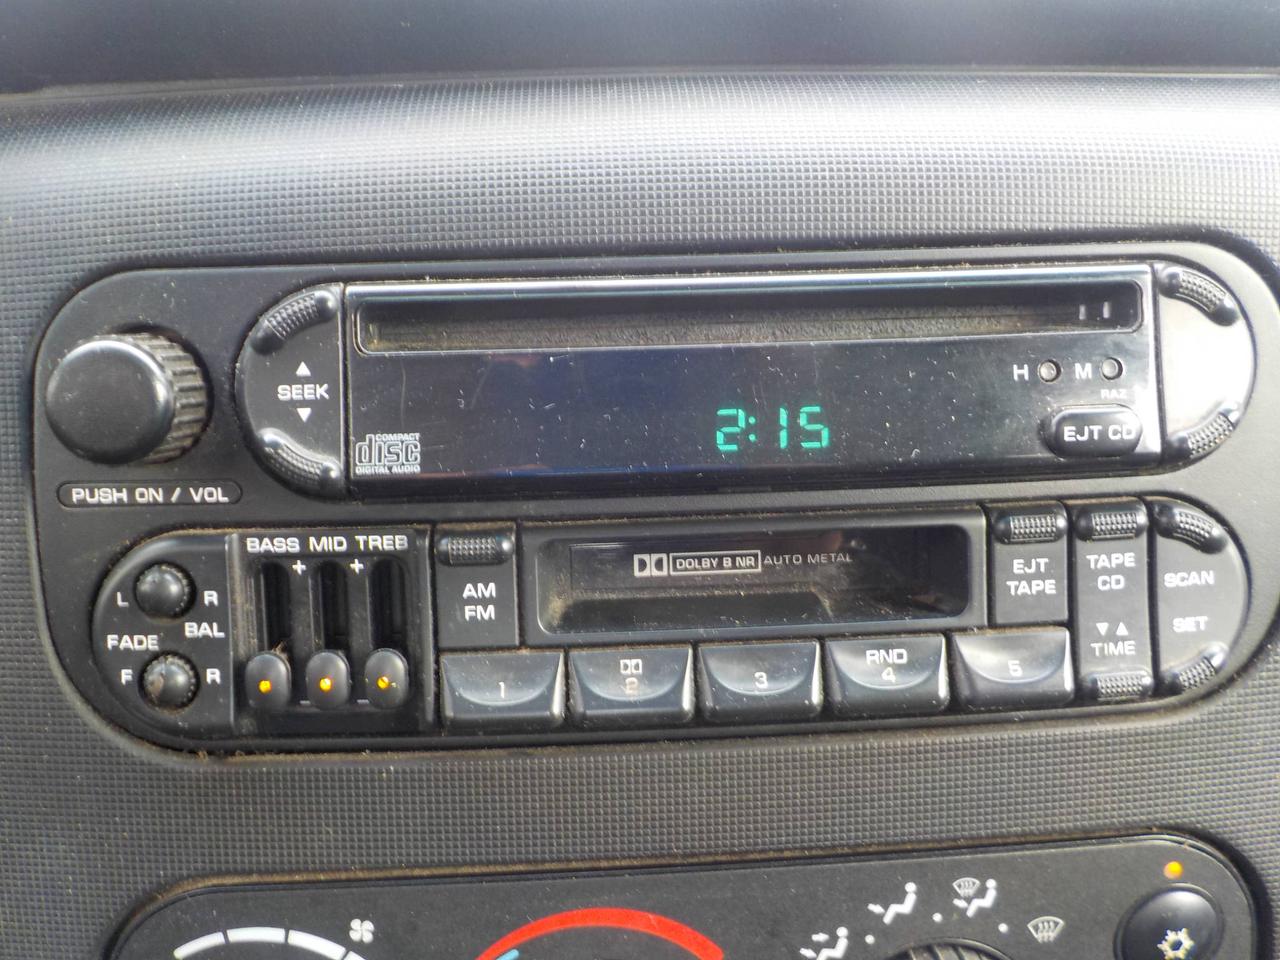 SEEK
2:15
H M
RAZ
EJT CD
COMPACT
disc
DIGITAL AUDIO
PUSH ON / VOL
BASS MID TREB
+ +
- -
L R
BAL
FADE
F R
AM
FM
DOLBY B NR AUTO METAL
EJT
TAPE
TAPE
CD
TIME
SCAN
SET
1
2
3
RND
4
5